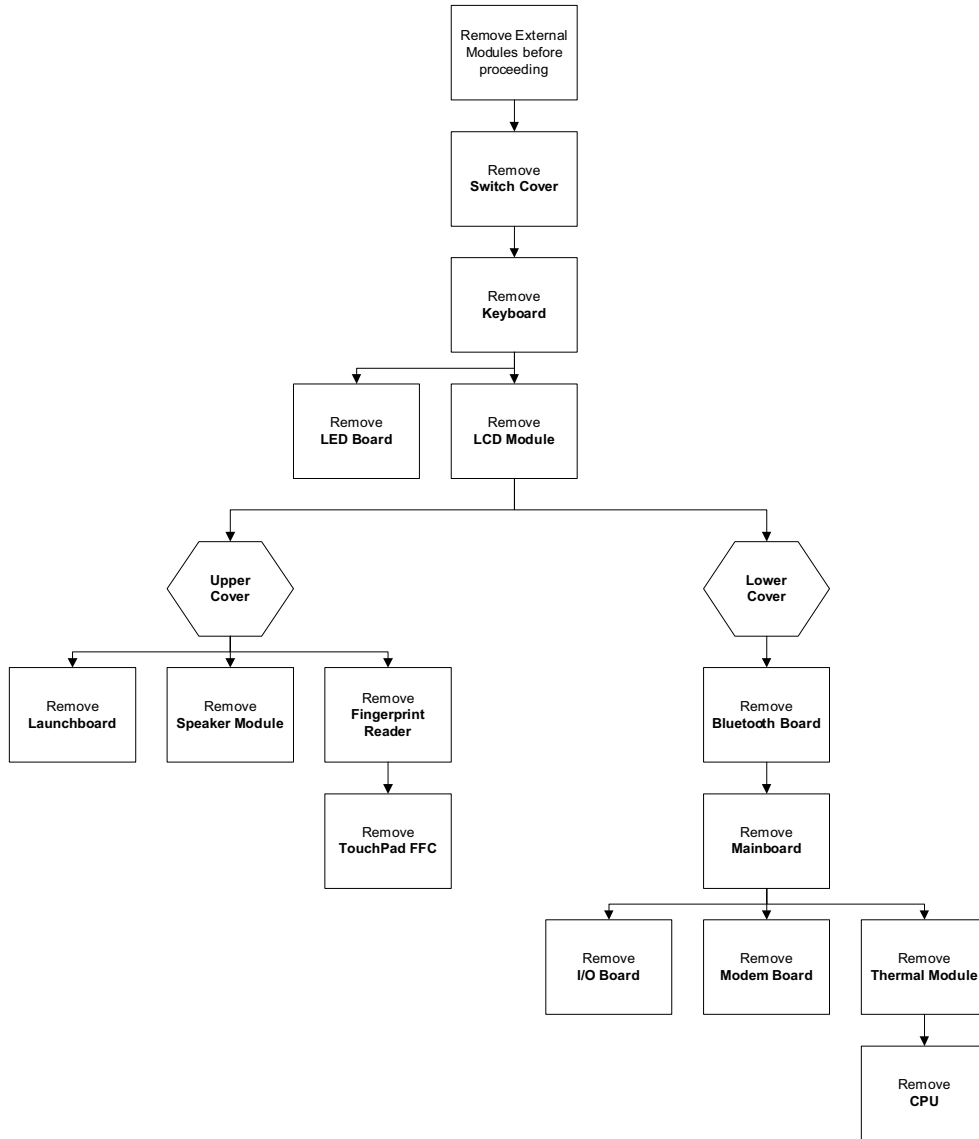 Remove External
Modules before
proceeding
Remove
Switch Cover
Remove
Keyboard
Remove
LED Board
Remove
LCD Module
Upper
Cover
Lower
Cover
Remove
Launchboard
Remove
Speaker Module
Remove
Fingerprint
Reader
Remove
Bluetooth Board
Remove
TouchPad FFC
Remove
Mainboard
Remove
I/O Board
Remove
Modem Board
Remove
Thermal Module
Remove
CPU